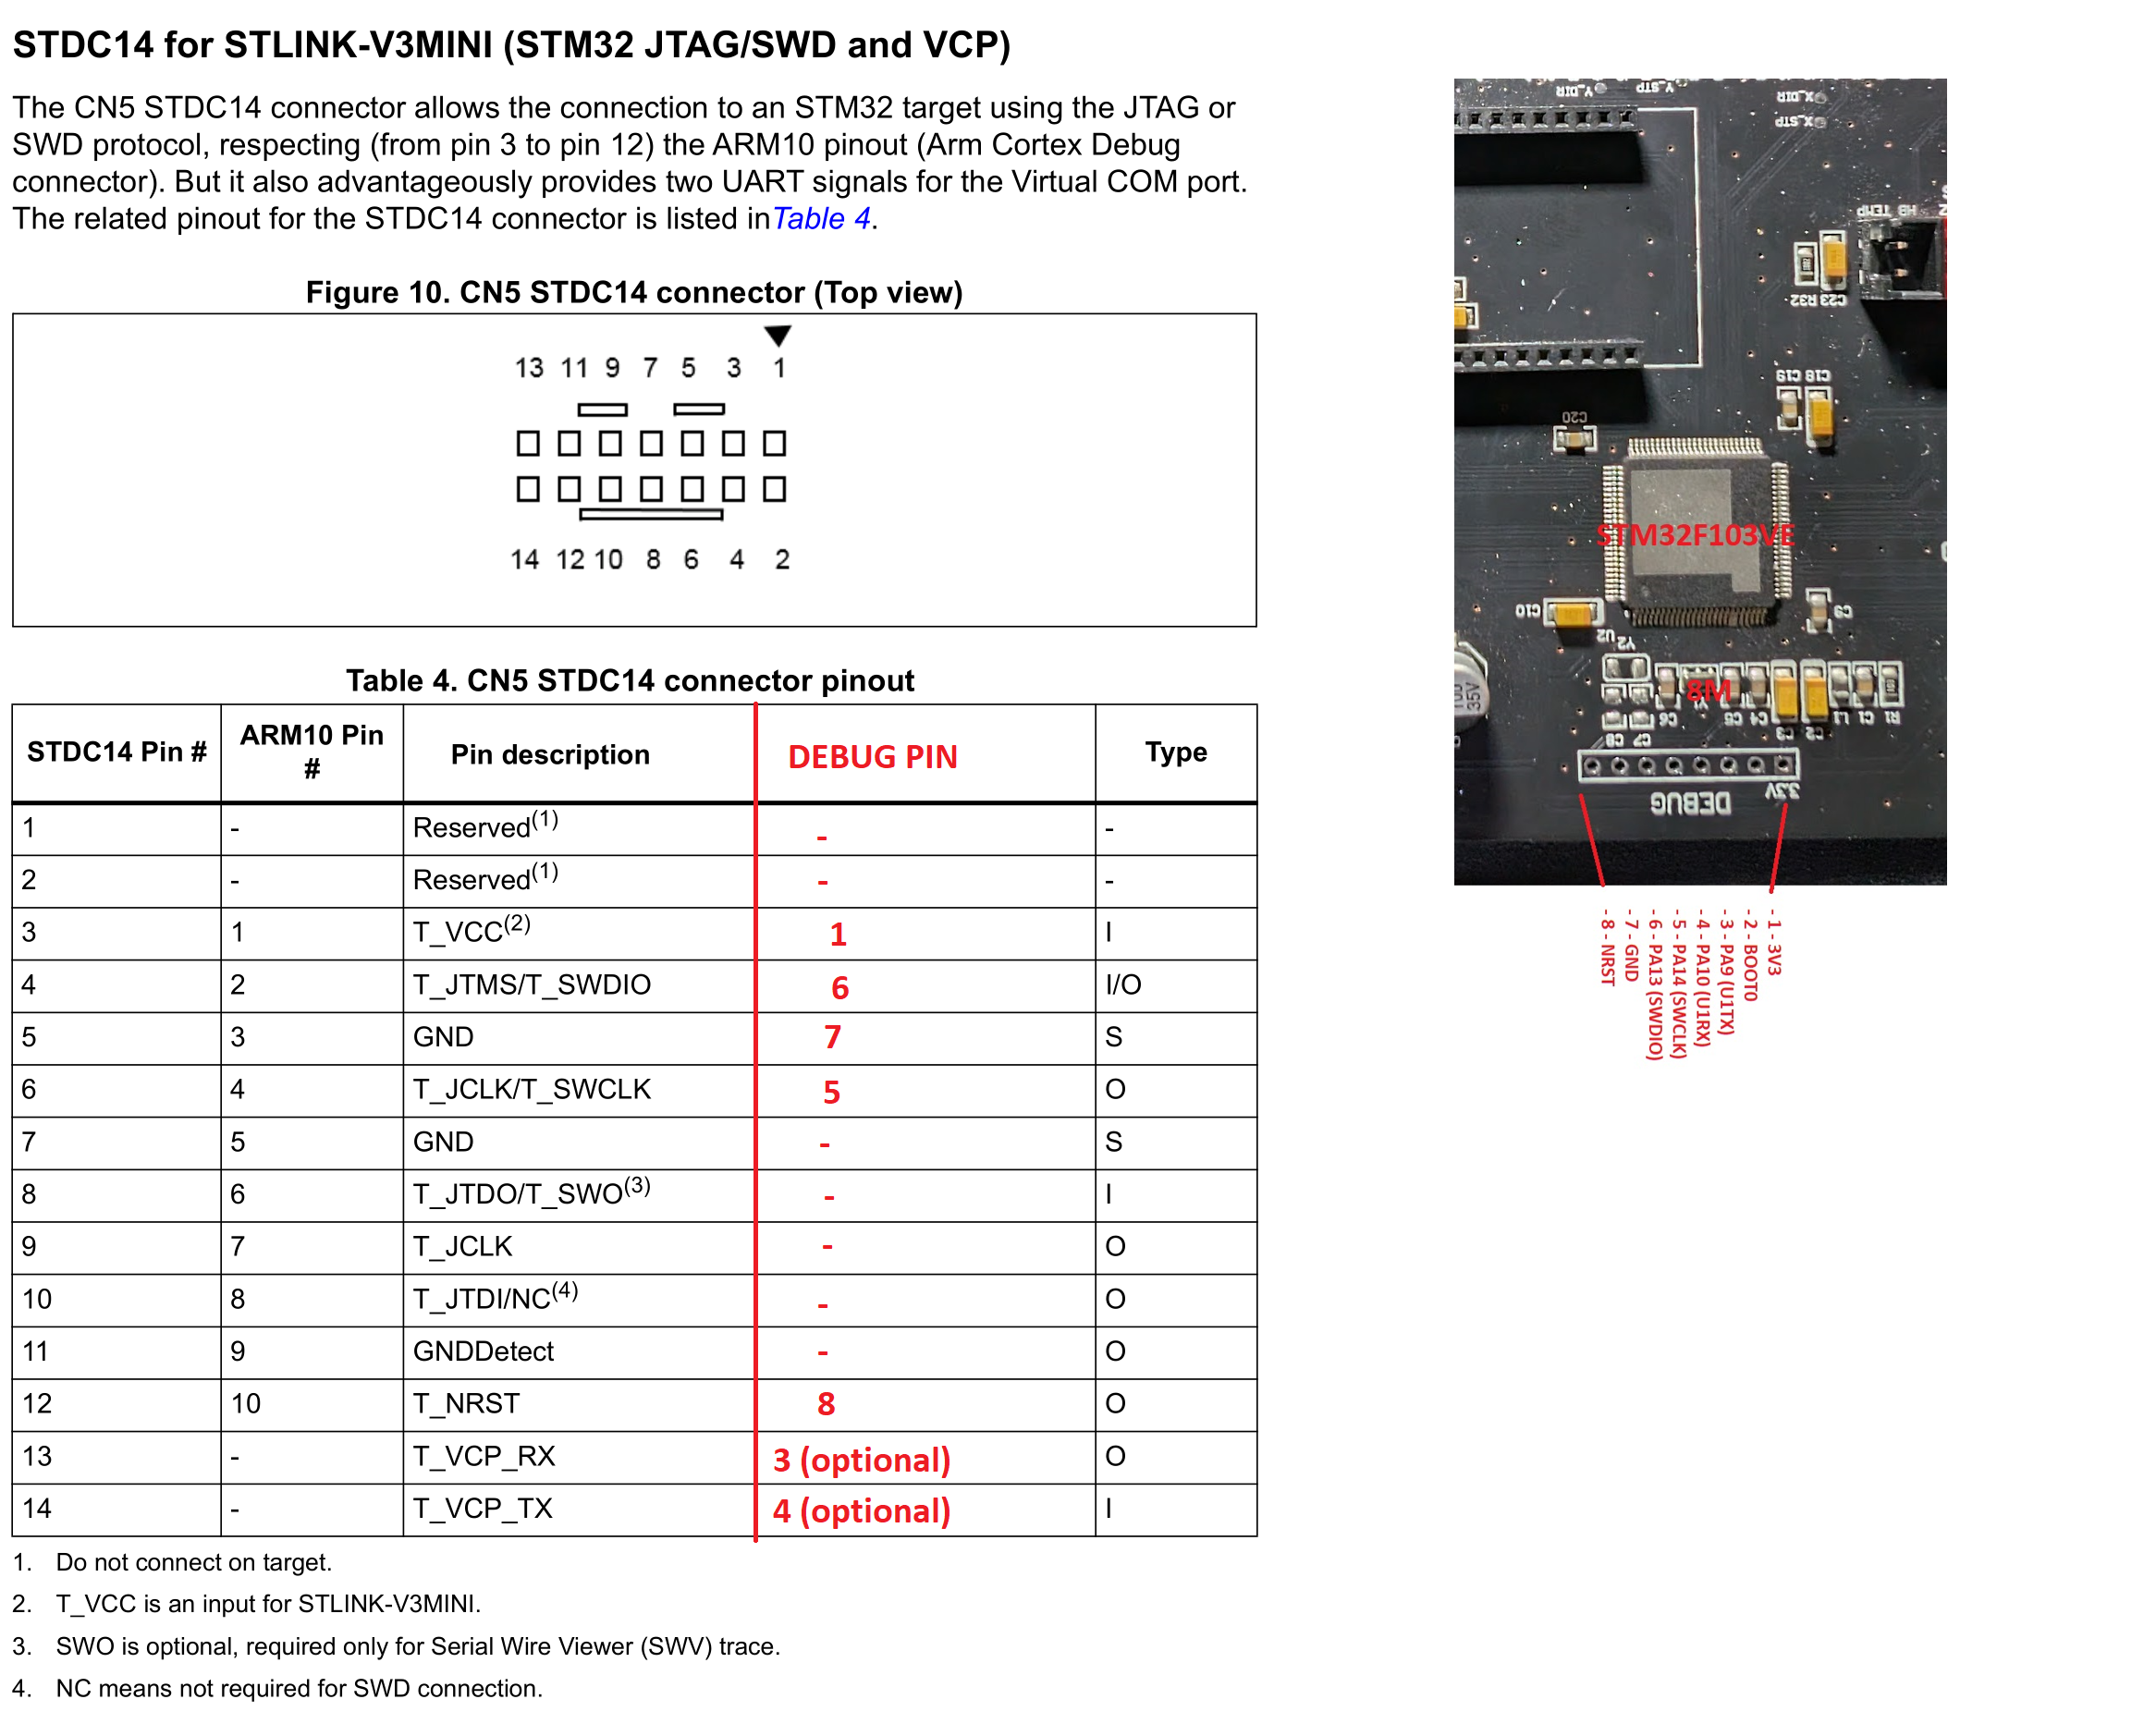 STDC14 for STLINK-V3MINI (STM32 JTAG/SWD and VCP)
The CN5 STDC14 connector allows the connection to an STM32 target using the JTAG or
SWD protocol, respecting (from pin 3 to pin 12) the ARM10 pinout (Arm Cortex Debug
connector). But it also advantageously provides two UART signals for the Virtual COM port.
The related pinout for the STDC14 connector is listed inTable 4.
Figure 10. CN5 STDC14 connector (Top view)
13 11 9 7 5 3 1
14 12 10 8 6 4 2
Table 4. CN5 STDC14 connector pinout
STDC14 Pin # ARM10 Pin # Pin description DEBUG PIN Type
1 - Reserved(1) - -
2 - Reserved(1) - -
3 1 T_VCC(2) 1 I
4 2 T_JTMS/T_SWDIO 6 I/O
5 3 GND 7 S
6 4 T_JCLK/T_SWCLK 5 O
7 5 GND - S
8 6 T_JTDO/T_SWO(3) - I
9 7 T_JCLK - O
10 8 T_JTDI/NC(4) - O
11 9 GNDDetect - O
12 10 T_NRST 8 O
13 - T_VCP_RX 3 (optional) O
14 - T_VCP_TX 4 (optional) I
1. Do not connect on target.
2. T_VCC is an input for STLINK-V3MINI.
3. SWO is optional, required only for Serial Wire Viewer (SWV) trace.
4. NC means not required for SWD connection.
Y_DIR Y_STP X_DIR
X_STP
HB TEMP
R32 C23
C19 C18
C20
STM32F103VE
C10 C9
U2 Y2
8M
C6 Y1 C5 C4 L1 C1 R1
C8 C7 C3 C2
100
35V
DEBUG 3.3V
- 1 - 3V3
- 2 - BOOT0
- 3 - PA9 (U1TX)
- 4 - PA10 (U1RX)
- 5 - PA14 (SWCLK)
- 6 - PA13 (SWDIO)
- 7 - GND
- 8 - NRST